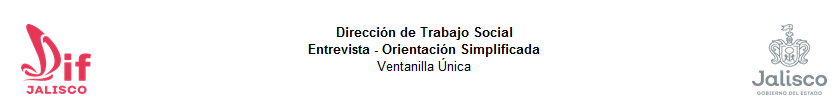 Dif
JALISCO
Dirección de Trabajo Social
Entrevista - Orientación Simplificada
Ventanilla Única
Jalisco
GOBIERNO DEL ESTADO